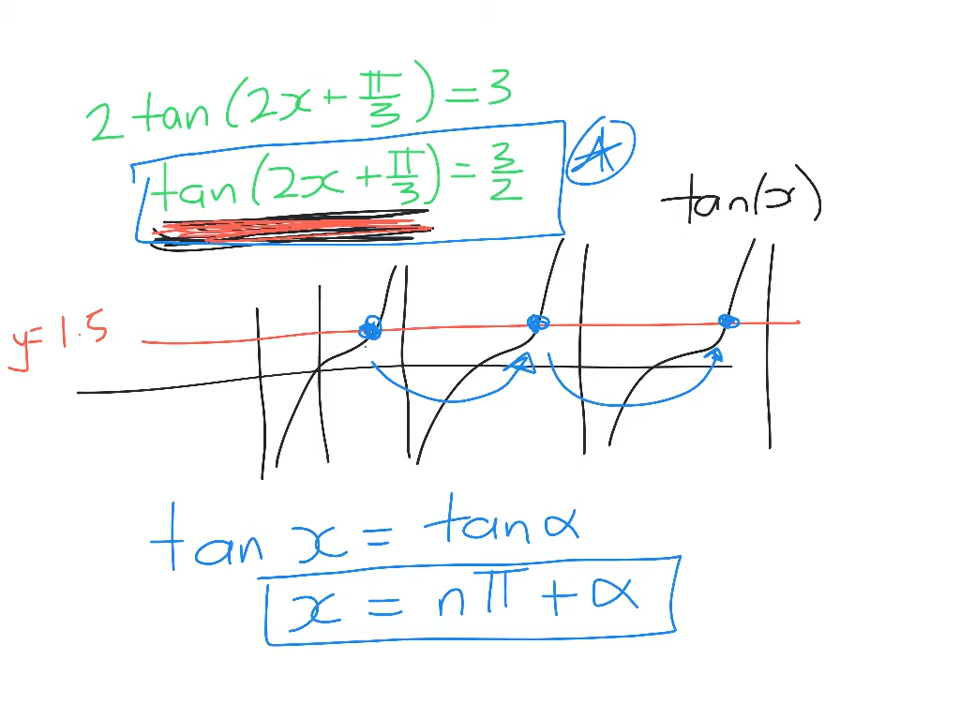 2 tan(2x + π/3) = 3
tan(2x + π/3) = 3/2
A
tan(x)
y= 1.5
tan x = tan α
x = nπ + α